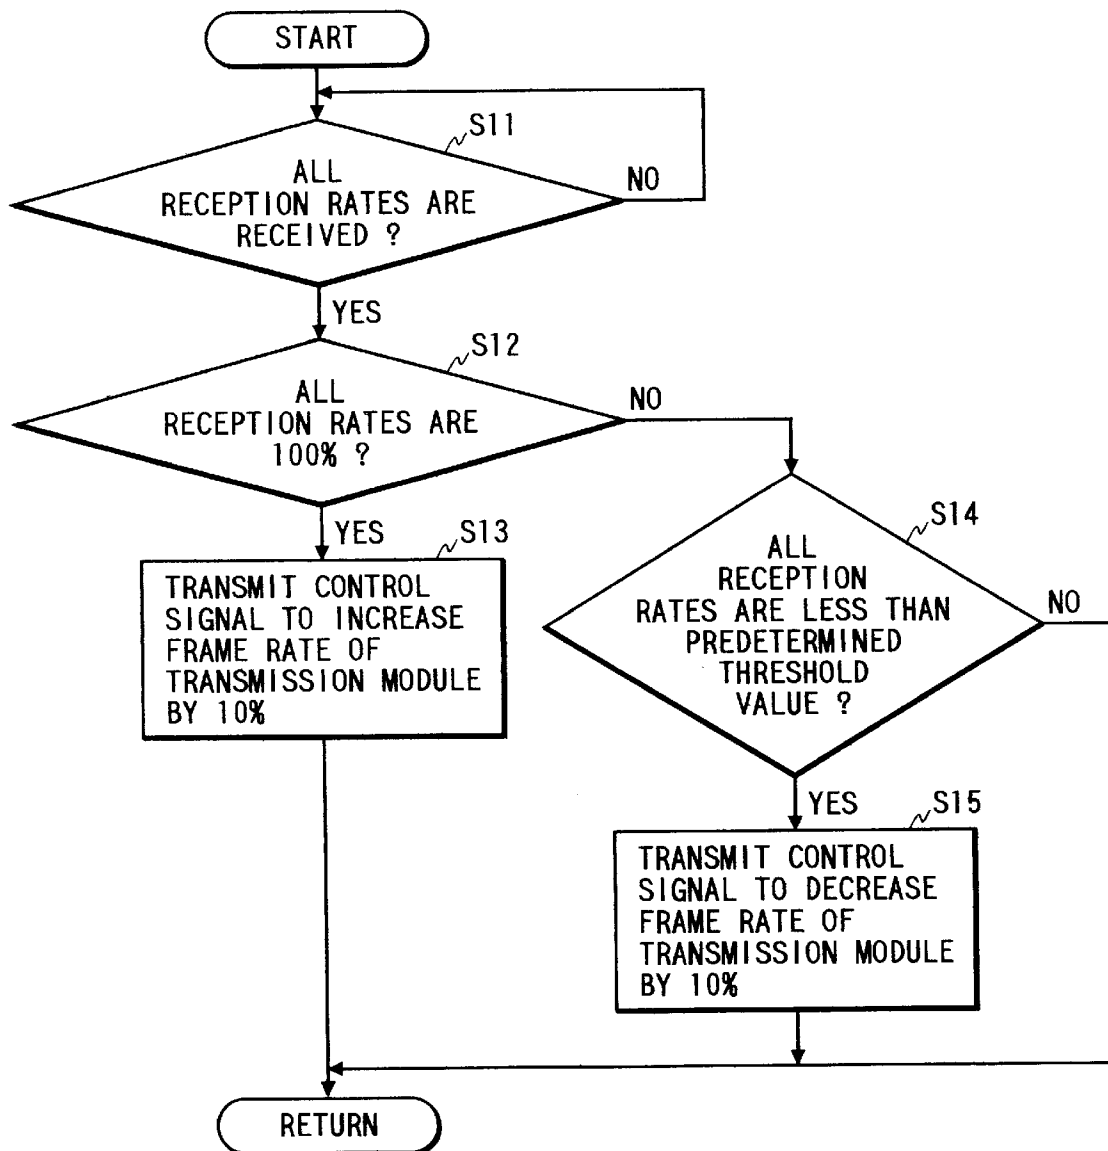 START
S11
ALL
RECEPTION RATES ARE
RECEIVED ?
NO
YES
S12
ALL
RECEPTION RATES ARE
100% ?
NO
YES
S13
TRANSMIT CONTROL
SIGNAL TO INCREASE
FRAME RATE OF
TRANSMISSION MODULE
BY 10%
S14
ALL
RECEPTION
RATES ARE LESS THAN
PREDETERMINED
THRESHOLD
VALUE ?
NO
YES
S15
TRANSMIT CONTROL
SIGNAL TO DECREASE
FRAME RATE OF
TRANSMISSION MODULE
BY 10%
RETURN